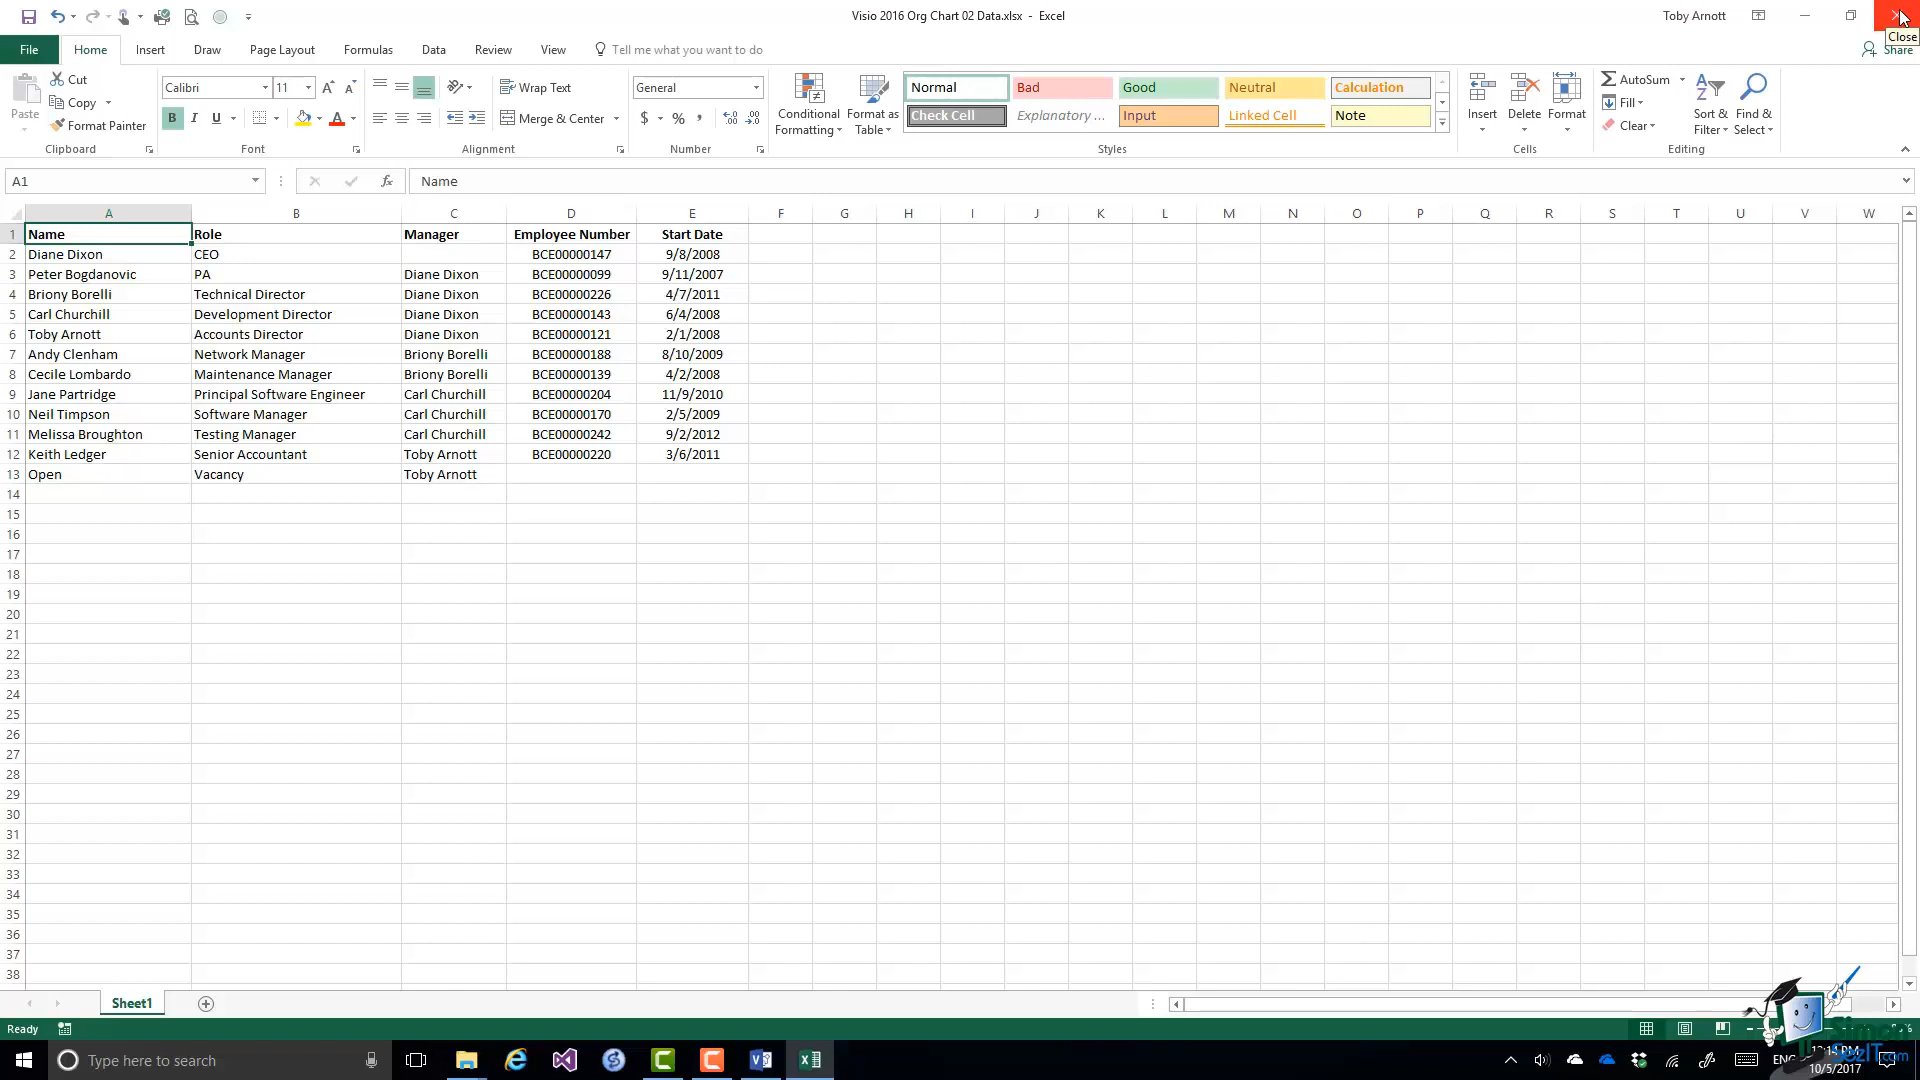 Visio 2016 Org Chart 02 Data.xlsx - Excel
Toby Arnott
Close
File Home Insert Draw Page Layout Formulas Data Review View Tell me what you want to do Share
Paste Cut Copy Format Painter Clipboard
Calibri 11 B I U Font
Wrap Text Merge & Center Alignment
General $ % , Number
Conditional Formatting Format as Table
Normal Bad Good Neutral Calculation
Check Cell Explanatory ... Input Linked Cell Note
Styles
Insert Delete Format Cells
AutoSum Fill Clear Sort & Filter Find & Select Editing
A1 fx Name
A B C D E F G H I J K L M N O P Q R S T U V W
1 Name Role Manager Employee Number Start Date
2 Diane Dixon CEO BCE00000147 9/8/2008
3 Peter Bogdanovic PA Diane Dixon BCE00000099 9/11/2007
4 Briony Borelli Technical Director Diane Dixon BCE00000226 4/7/2011
5 Carl Churchill Development Director Diane Dixon BCE00000143 6/4/2008
6 Toby Arnott Accounts Director Diane Dixon BCE00000121 2/1/2008
7 Andy Clenham Network Manager Briony Borelli BCE00000188 8/10/2009
8 Cecile Lombardo Maintenance Manager Briony Borelli BCE00000139 4/2/2008
9 Jane Partridge Principal Software Engineer Carl Churchill BCE00000204 11/9/2010
10 Neil Timpson Software Manager Carl Churchill BCE00000170 2/5/2009
11 Melissa Broughton Testing Manager Carl Churchill BCE00000242 9/2/2012
12 Keith Ledger Senior Accountant Toby Arnott BCE00000220 3/6/2011
13 Open Vacancy Toby Arnott
14
15
16
17
18
19
20
21
22
23
24
25
26
27
28
29
30
31
32
33
34
35
36
37
38
Sheet1
Ready
Type here to search
10/5/2017